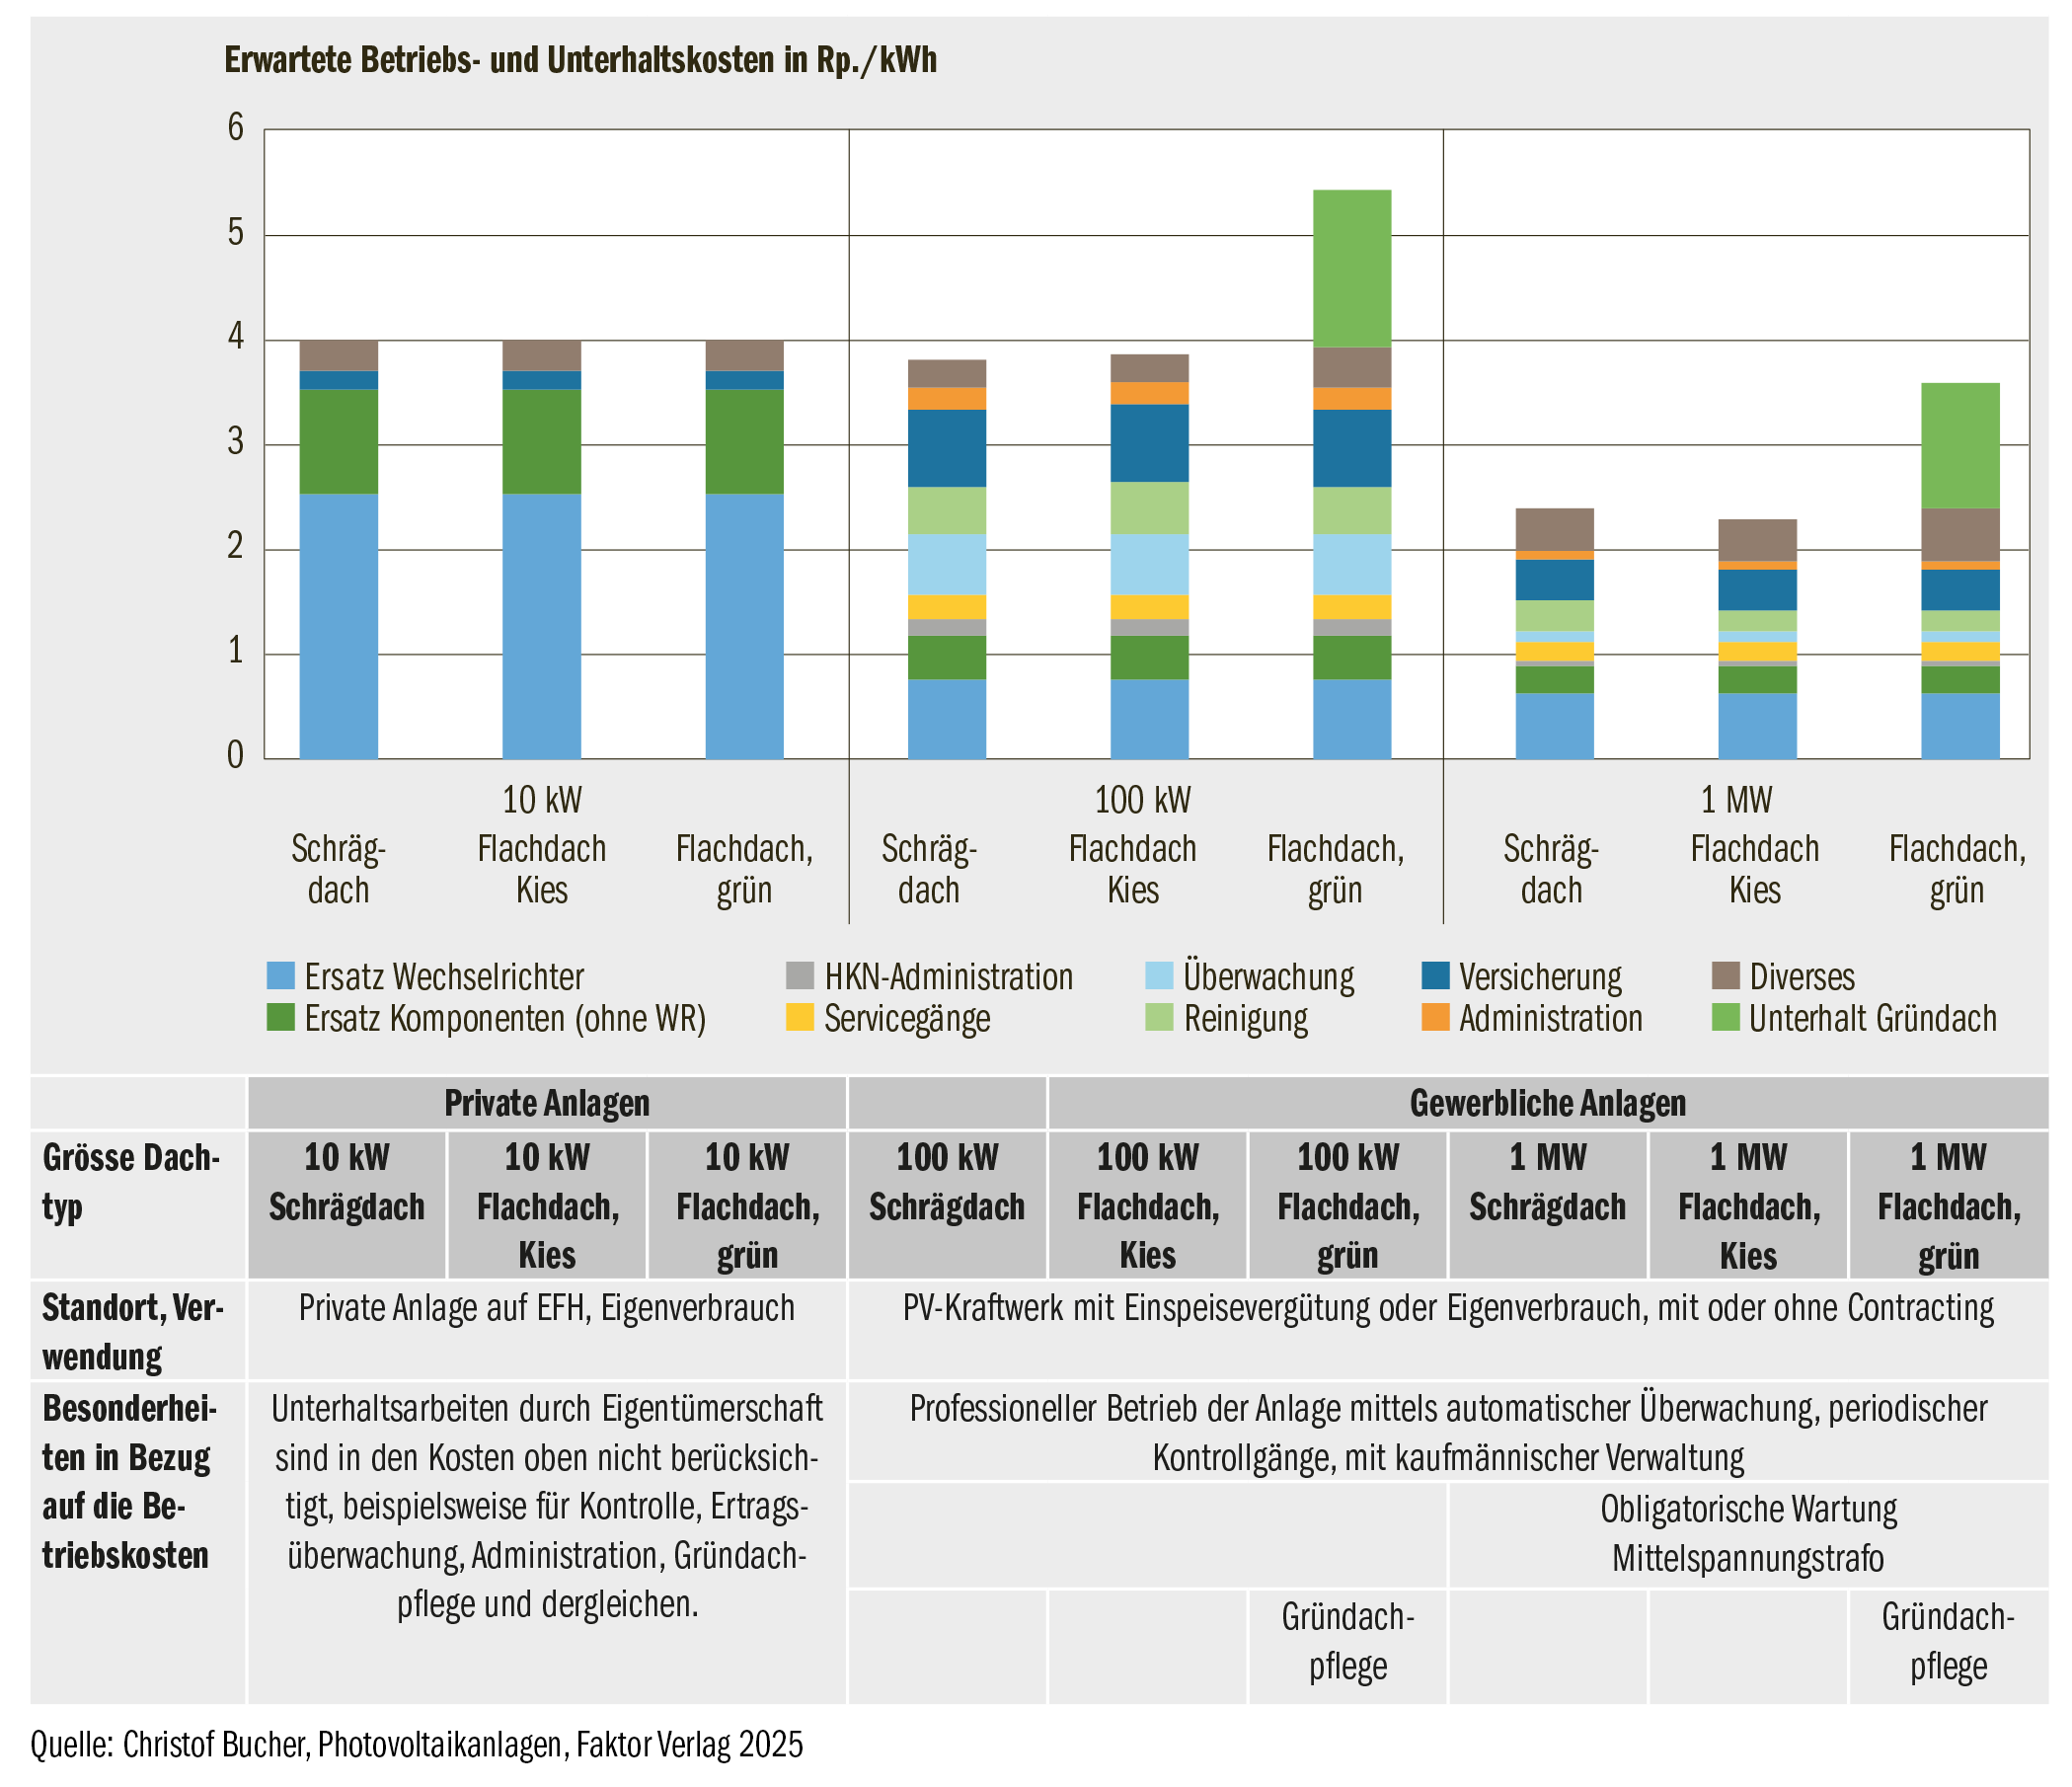 Erwartete Betriebs- und Unterhaltskosten in Rp./kWh
6
5
4
3
2
1
0
10 kW
100 kW
1 MW
Schräg-
dach
Flachdach
Kies
Flachdach,
grün
Schräg-
dach
Flachdach
Kies
Flachdach,
grün
Schräg-
dach
Flachdach
Kies
Flachdach,
grün
Ersatz Wechselrichter
HKN-Administration
Überwachung
Versicherung
Diverses
Ersatz Komponenten (ohne WR)
Servicegänge
Reinigung
Administration
Unterhalt Gründach
Private Anlagen
Gewerbliche Anlagen
Grösse Dach-
typ
10 kW
Schrägdach
10 kW
Flachdach,
Kies
10 kW
Flachdach,
grün
100 kW
Schrägdach
100 kW
Flachdach,
Kies
100 kW
Flachdach,
grün
1 MW
Schrägdach
1 MW
Flachdach,
Kies
1 MW
Flachdach,
grün
Standort, Ver-
wendung
Private Anlage auf EFH, Eigenverbrauch
PV-Kraftwerk mit Einspeisevergütung oder Eigenverbrauch, mit oder ohne Contracting
Besonderhei-
ten in Bezug
auf die Be-
triebskosten
Unterhaltsarbeiten durch Eigentümerschaft
sind in den Kosten oben nicht berücksich-
tigt, beispielsweise für Kontrolle, Ertrags-
überwachung, Administration, Gründach-
pflege und dergleichen.
Professioneller Betrieb der Anlage mittels automatischer Überwachung, periodischer
Kontrollgänge, mit kaufmännischer Verwaltung
Obligatorische Wartung
Mittelspannungstrafo
Gründach-
pflege
Gründach-
pflege
Quelle: Christof Bucher, Photovoltaikanlagen, Faktor Verlag 2025